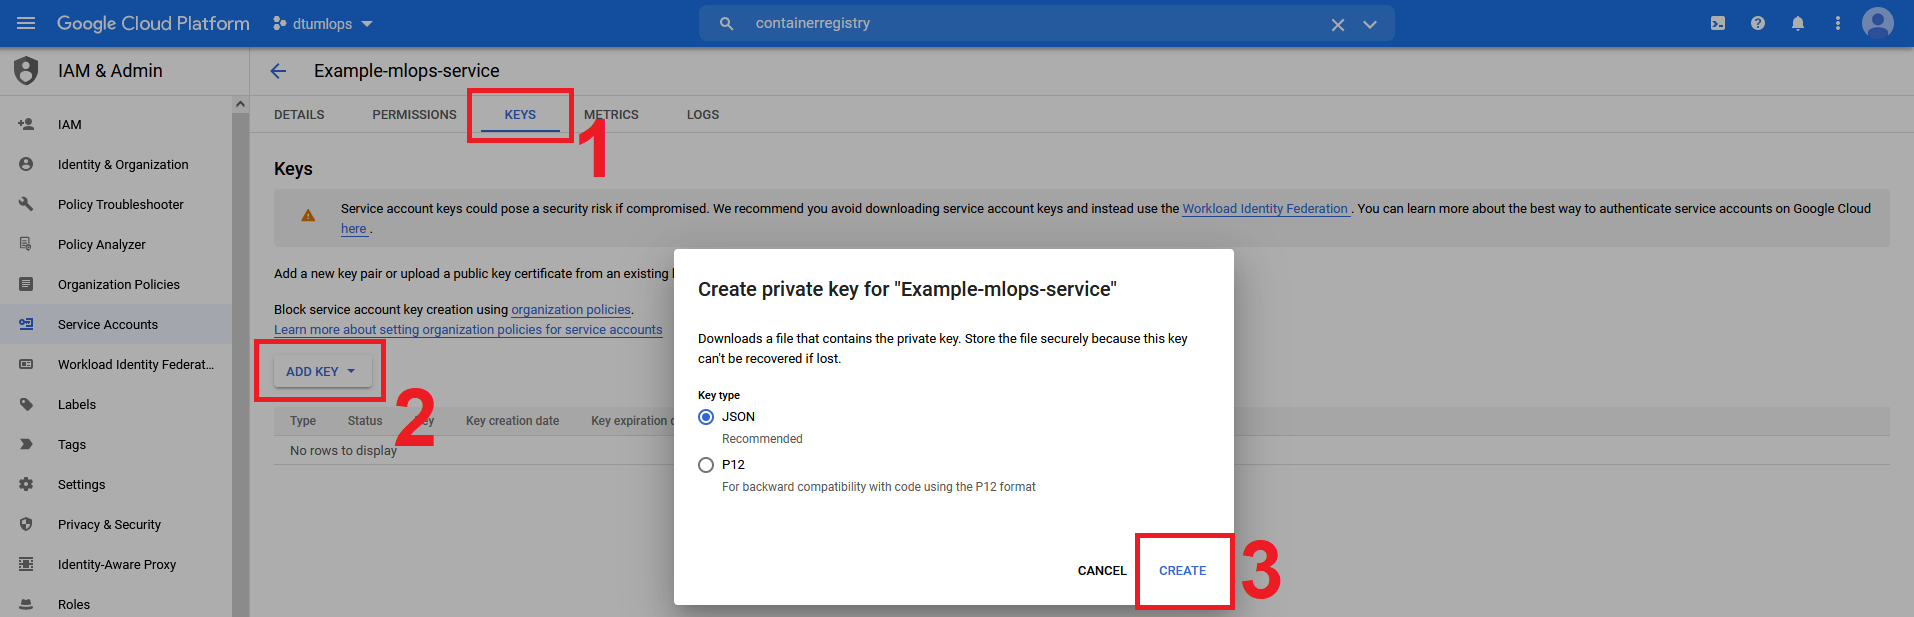 Google Cloud Platform dtumlops containerregistry
IAM & Admin
Example-mlops-service
DETAILS PERMISSIONS KEYS METRICS LOGS
1
IAM
Identity & Organization
Policy Troubleshooter
Policy Analyzer
Organization Policies
Service Accounts
Workload Identity Federat...
Labels
Tags
Settings
Privacy & Security
Identity-Aware Proxy
Roles
Keys
Service account keys could pose a security risk if compromised. We recommend you avoid downloading service account keys and instead use the Workload Identity Federation . You can learn more about the best way to authenticate service accounts on Google Cloud
here .
Add a new key pair or upload a public key certificate from an existing
Block service account key creation using organization policies.
Learn more about setting organization policies for service accounts
ADD KEY
2
Type Status Key creation date Key expiration
No rows to display
Create private key for "Example-mlops-service"
Downloads a file that contains the private key. Store the file securely because this key
can't be recovered if lost.
Key type
JSON
Recommended
P12
For backward compatibility with code using the P12 format
CANCEL CREATE
3